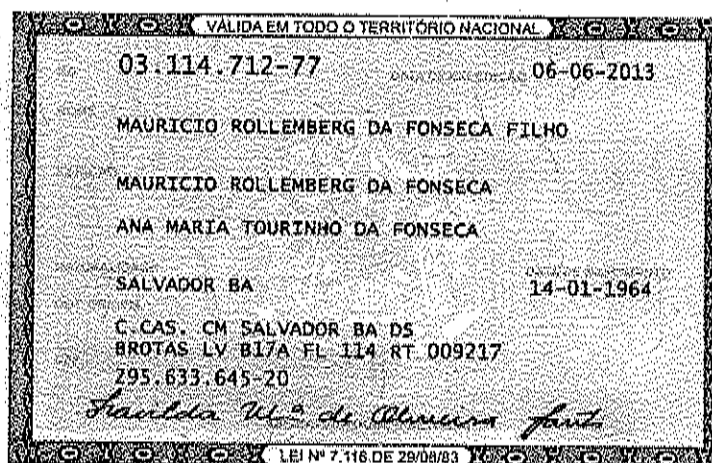 VÁLIDA EM TODO O TERRITÓRIO NACIONAL
03.114.712-77 06-06-2013
MAURICIO ROLLEMBERG DA FONSECA FILHO
MAURICIO ROLLEMBERG DA FONSECA
ANA MARIA TOURINHO DA FONSECA
SALVADOR BA 14-01-1964
C.CAS. CM SALVADOR BA DS
BROTAS LV B17A FL 114 RT 009217
295.633.645-20
LEI Nº 7.116 DE 29/08/83